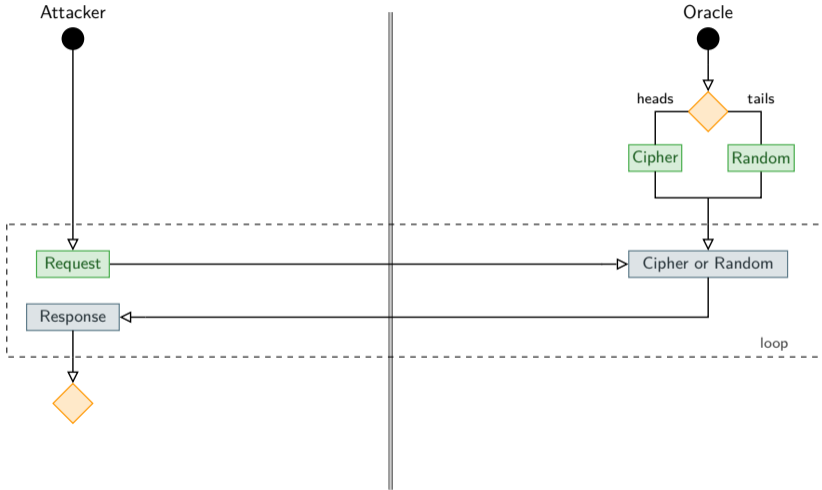 Attacker
Oracle
heads
tails
Cipher
Random
Request
Cipher or Random
Response
loop